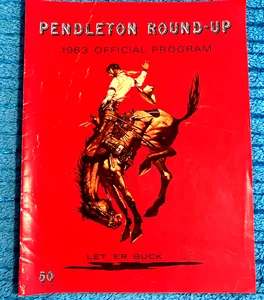 PENDLETON ROUND-UP
1963 OFFICIAL PROGRAM
LET 'ER BUCK
50